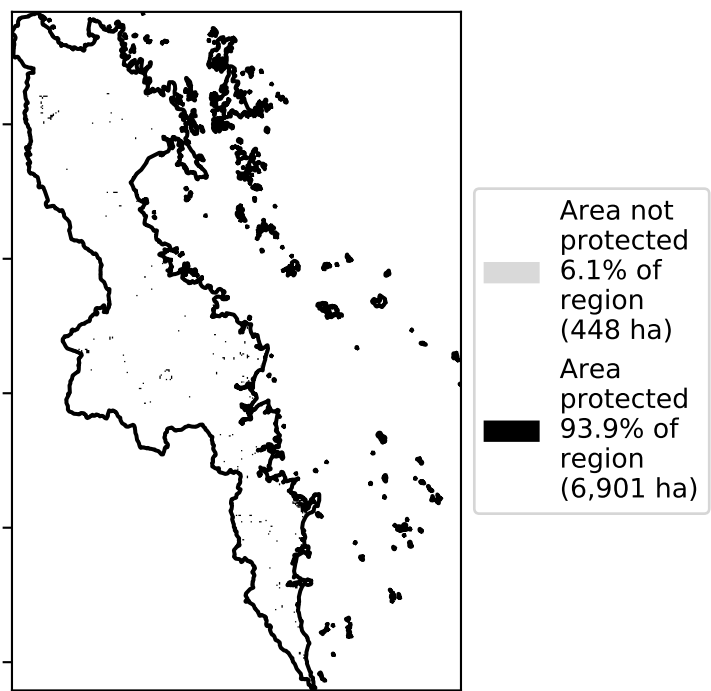 Area not
protected
6.1% of
region
(448 ha)
Area
protected
93.9% of
region
(6,901 ha)